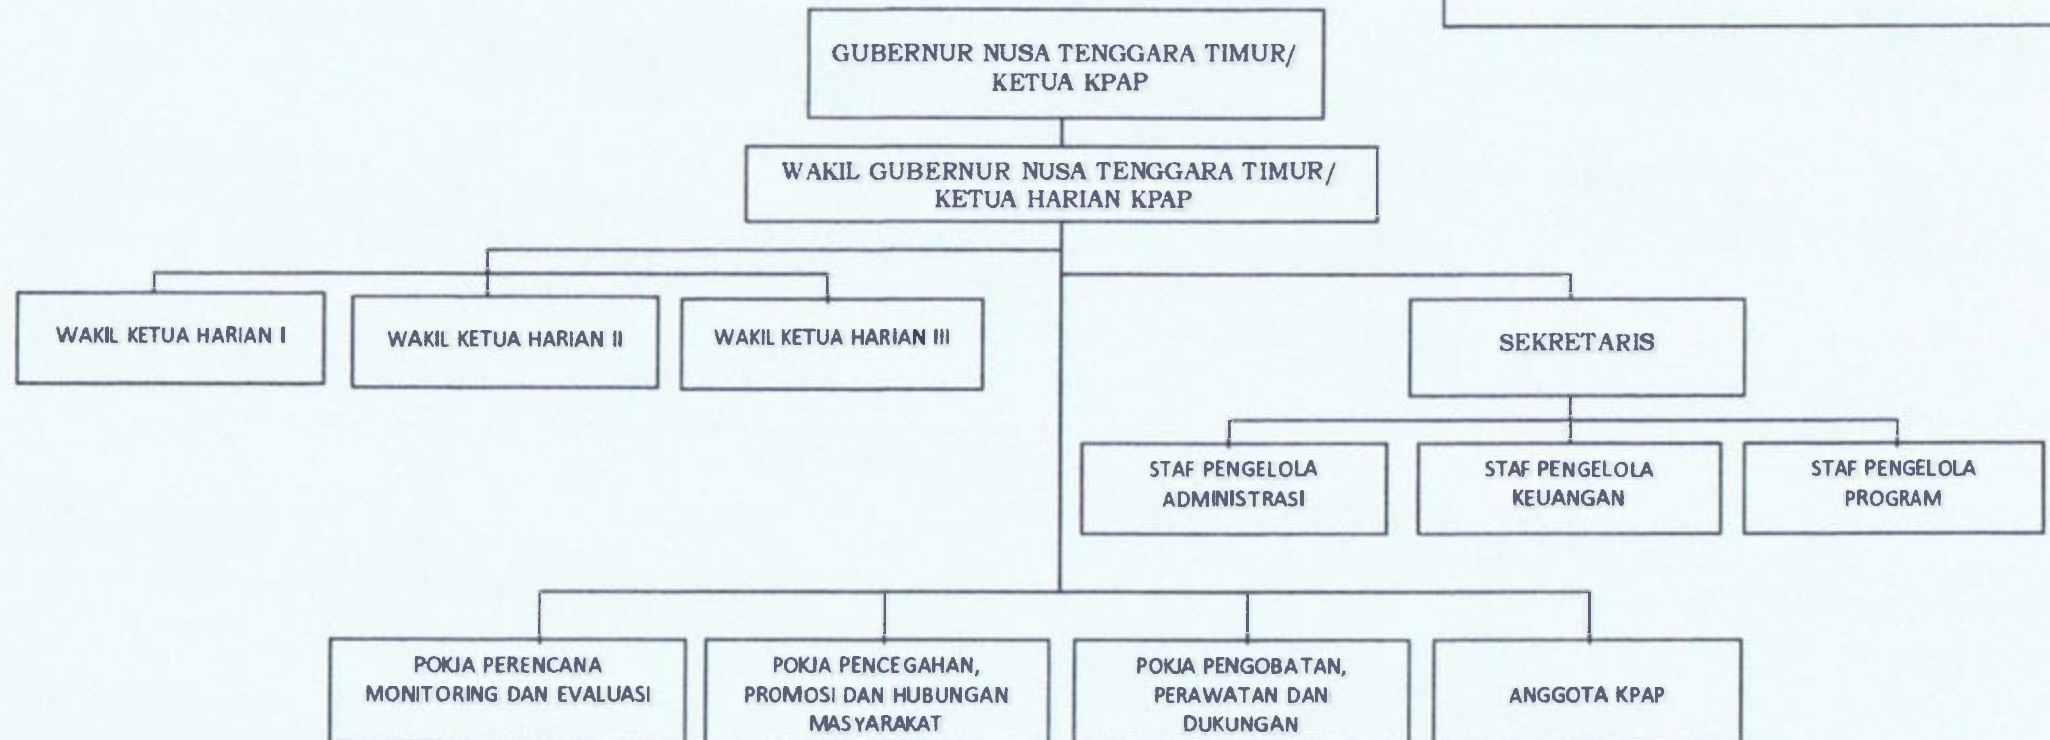 GUBERNUR NUSA TENGGARA TIMUR/
KETUA KPAP
WAKIL GUBERNUR NUSA TENGGARA TIMUR/
KETUA HARIAN KPAP
WAKIL KETUA HARIAN I
WAKIL KETUA HARIAN II
WAKIL KETUA HARIAN III
SEKRETARIS
STAF PENGELOLA
ADMINISTRASI
STAF PENGELOLA
KEUANGAN
STAF PENGELOLA
PROGRAM
POKJA PERENCANA
MONITORING DAN EVALUASI
POKJA PENCEGAHAN,
PROMOSI DAN HUBUNGAN
MASYARAKAT
POKJA PENGOBATAN,
PERAWATAN DAN
DUKUNGAN
ANGGOTA KPAP